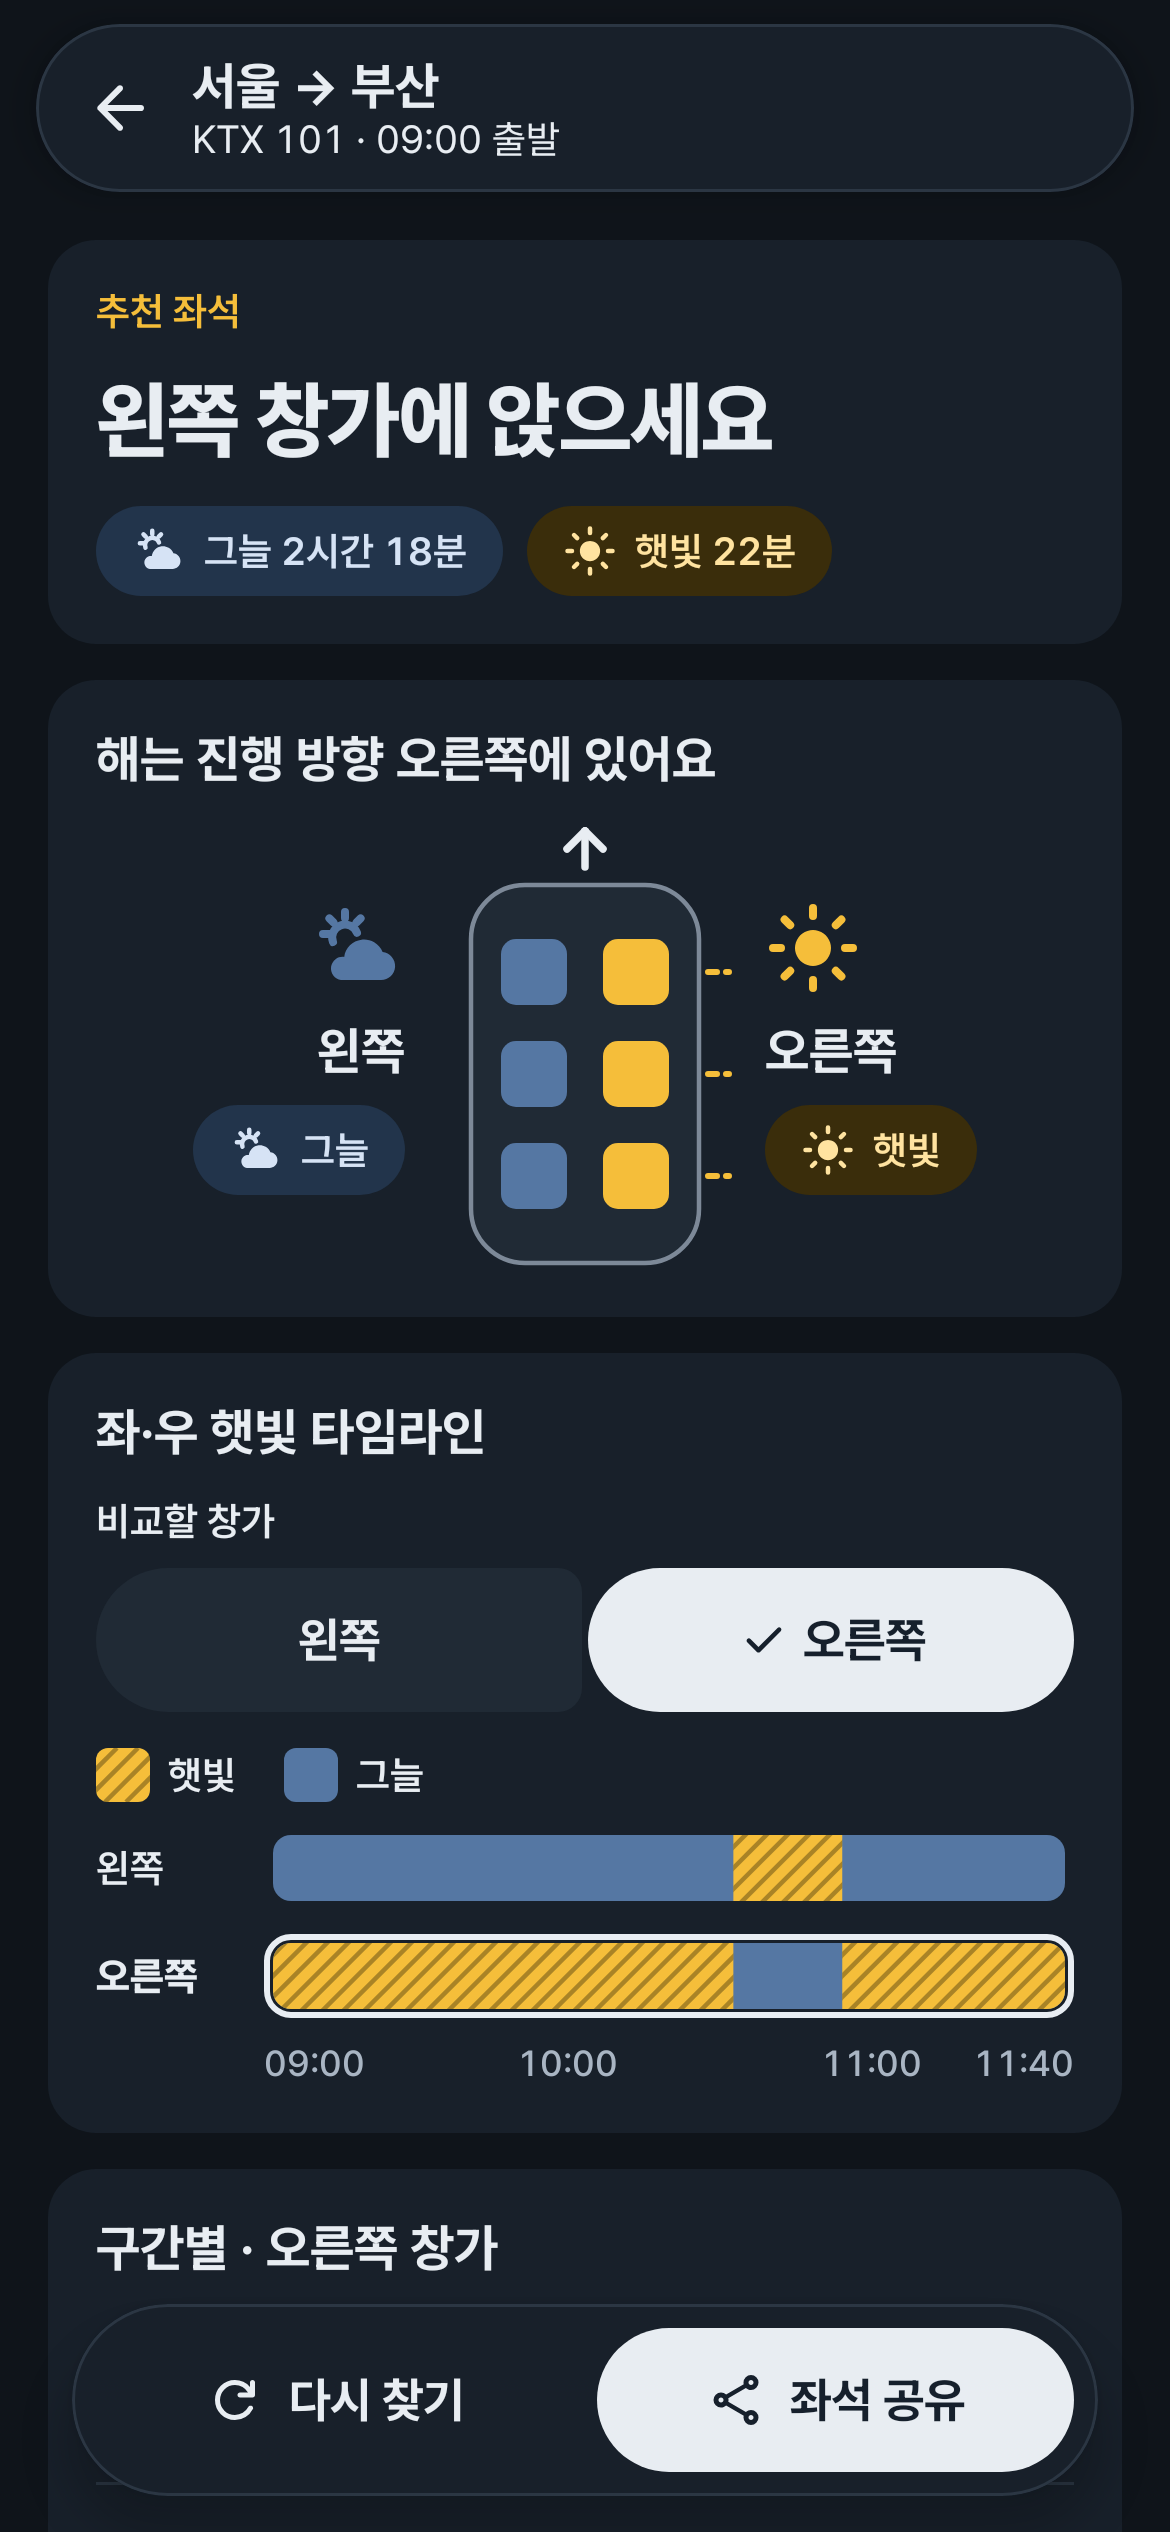 서울 → 부산
KTX 101 · 09:00 출발
추천 좌석
왼쪽 창가에 앉으세요
그늘 2시간 18분
햇빛 22분
해는 진행 방향 오른쪽에 있어요
왼쪽
오른쪽
그늘
햇빛
좌·우 햇빛 타임라인
비교할 창가
왼쪽
오른쪽
햇빛
그늘
왼쪽
오른쪽
09:00
10:00
11:00
11:40
구간별 · 오른쪽 창가
다시 찾기
좌석 공유